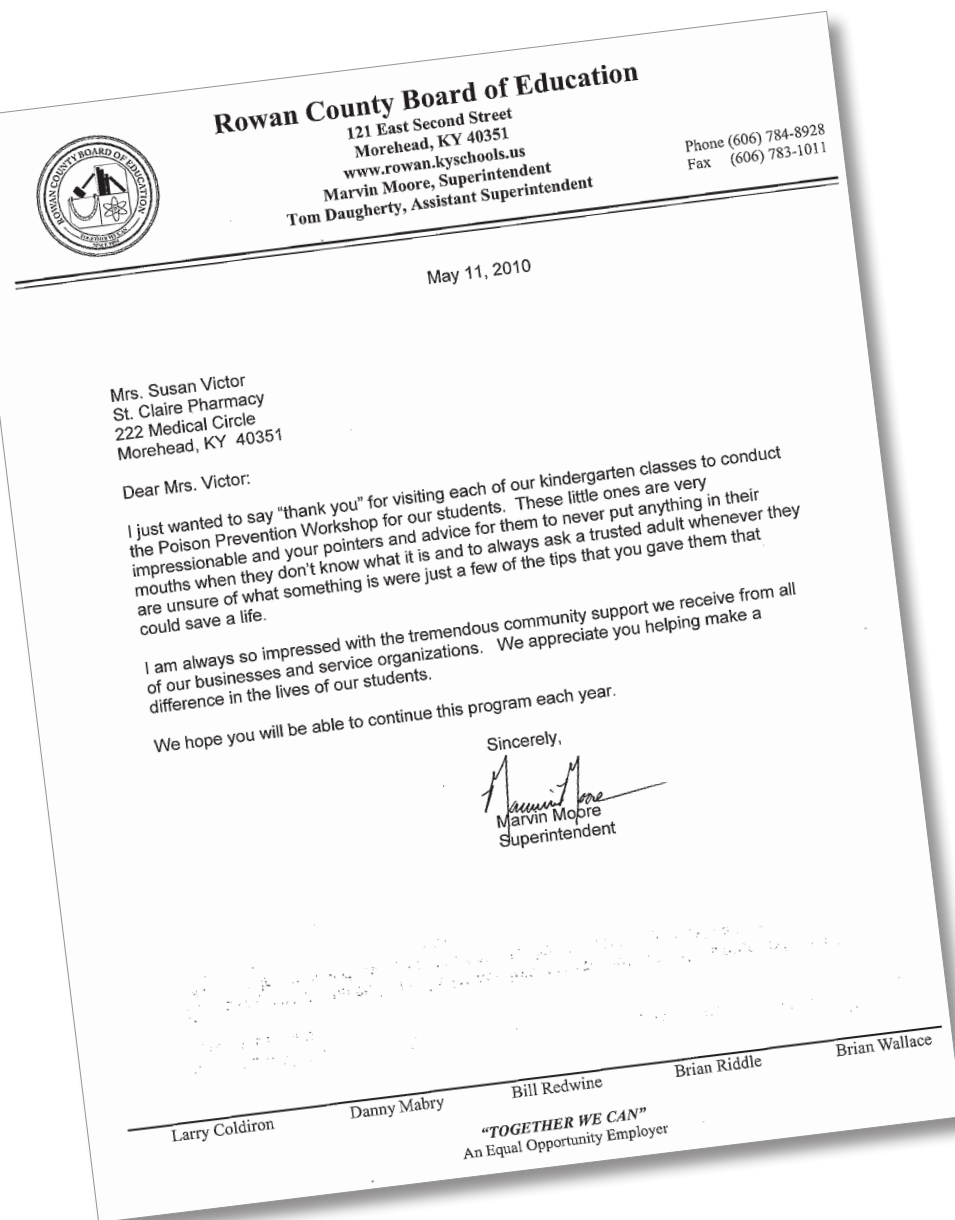 Rowan County Board of Education
121 East Second Street
Morehead, KY 40351
www.rowan.kyschools.us
Marvin Moore, Superintendent
Tom Daugherty, Assistant Superintendent
Phone (606) 784-8928
Fax (606) 783-1011
ROWAN COUNTY BOARD OF EDUCATION
May 11, 2010
Mrs. Susan Victor
St. Claire Pharmacy
222 Medical Circle
Morehead, KY 40351
Dear Mrs. Victor:
I just wanted to say “thank you” for visiting each of our kindergarten classes to conduct
the Poison Prevention Workshop for our students. These little ones are very
impressionable and your pointers and advice for them to never put anything in their
mouths when they don't know what it is and to always ask a trusted adult whenever they
are unsure of what something is were just a few of the tips that you gave them that
could save a life.
I am always so impressed with the tremendous community support we receive from all
of our businesses and service organizations. We appreciate you helping make a
difference in the lives of our students.
We hope you will be able to continue this program each year.
Sincerely,
Marvin Moore
Marvin Moore
Superintendent
Larry Coldiron Danny Mabry Bill Redwine Brian Riddle Brian Wallace
“TOGETHER WE CAN”
An Equal Opportunity Employer